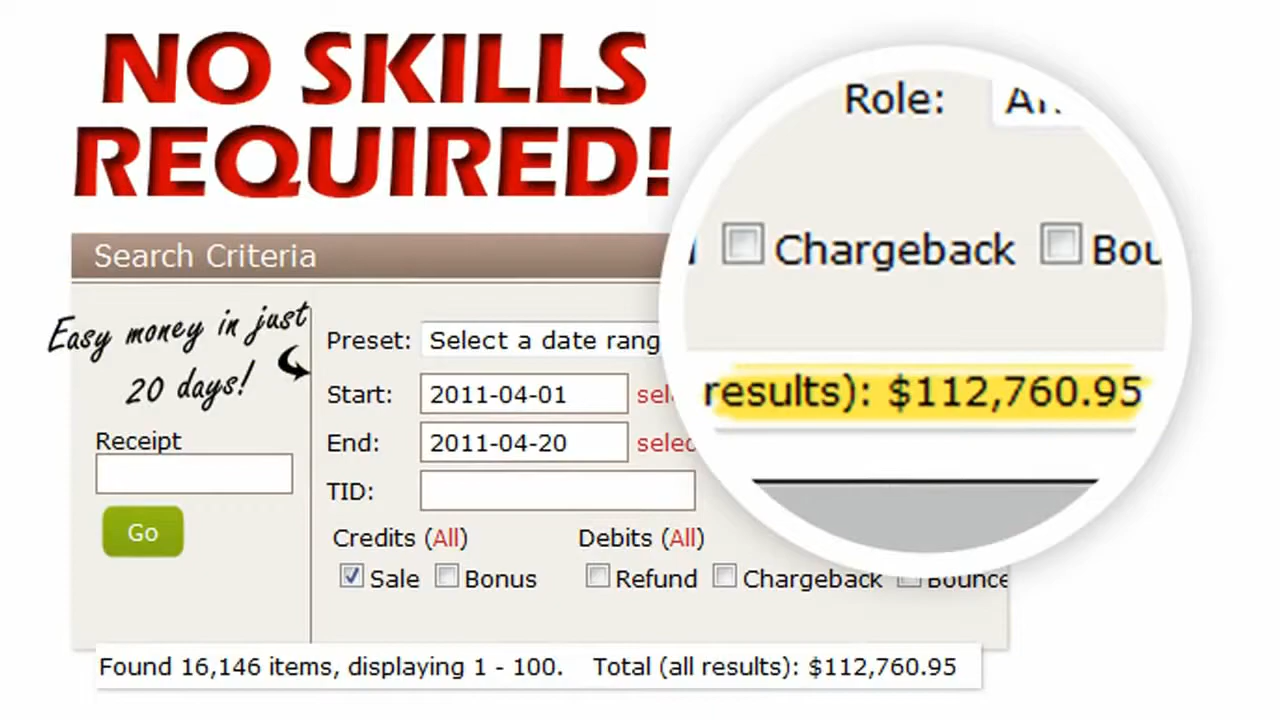 NO SKILLS
REQUIRED!
Search Criteria
Easy money in just
20 days!
Receipt
Go
Preset: Select a date rang
Start: 2011-04-01
End: 2011-04-20
TID:
Credits (All) Debits (All)
Sale Bonus Refund Chargeback Bounce
Found 16,146 items, displaying 1 - 100. Total (all results): $112,760.95
Role:
Chargeback Bou
results): $112,760.95